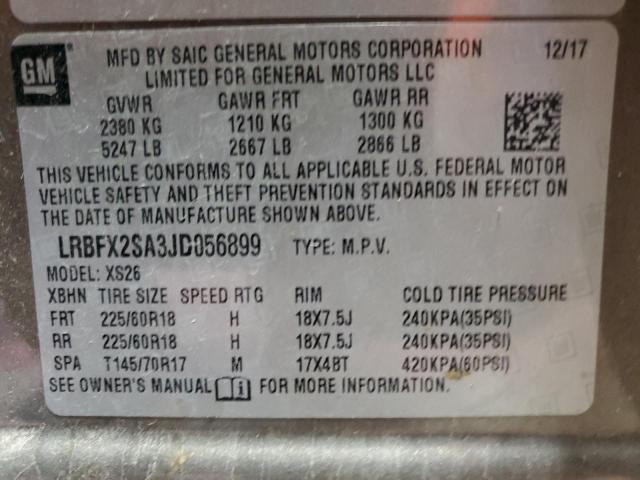 GM
MFD BY SAIC GENERAL MOTORS CORPORATION 12/17
LIMITED FOR GENERAL MOTORS LLC
GVWR GAWR FRT GAWR RR
2380 KG 1210 KG 1300 KG
5247 LB 2667 LB 2866 LB
THIS VEHICLE CONFORMS TO ALL APPLICABLE U.S. FEDERAL MOTOR
VEHICLE SAFETY AND THEFT PREVENTION STANDARDS IN EFFECT ON
THE DATE OF MANUFACTURE SHOWN ABOVE.
LRBFX2SA3JD056899 TYPE: M.P.V.
MODEL: XS26
XBHN TIRE SIZE SPEED RTG RIM COLD TIRE PRESSURE
FRT 225/60R18 H 18X7.5J 240KPA(35PSI)
RR 225/60R18 H 18X7.5J 240KPA(35PSI)
SPA T145/70R17 M 17X4BT 420KPA(60PSI)
SEE OWNER'S MANUAL i FOR MORE INFORMATION.